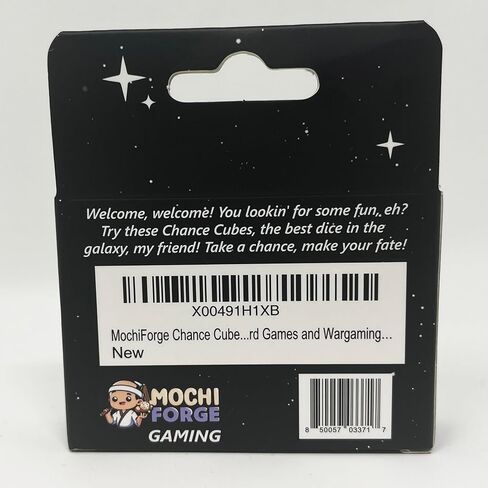 Welcome, welcome! You lookin' for some fun, eh?
Try these Chance Cubes, the best dice in the
galaxy, my friend! Take a chance, make your fate!
X00491H1XB
MochiForge Chance Cube...rd Games and Wargaming...
New
MOCHI
FORGE
GAMING
8 50057 03371 7